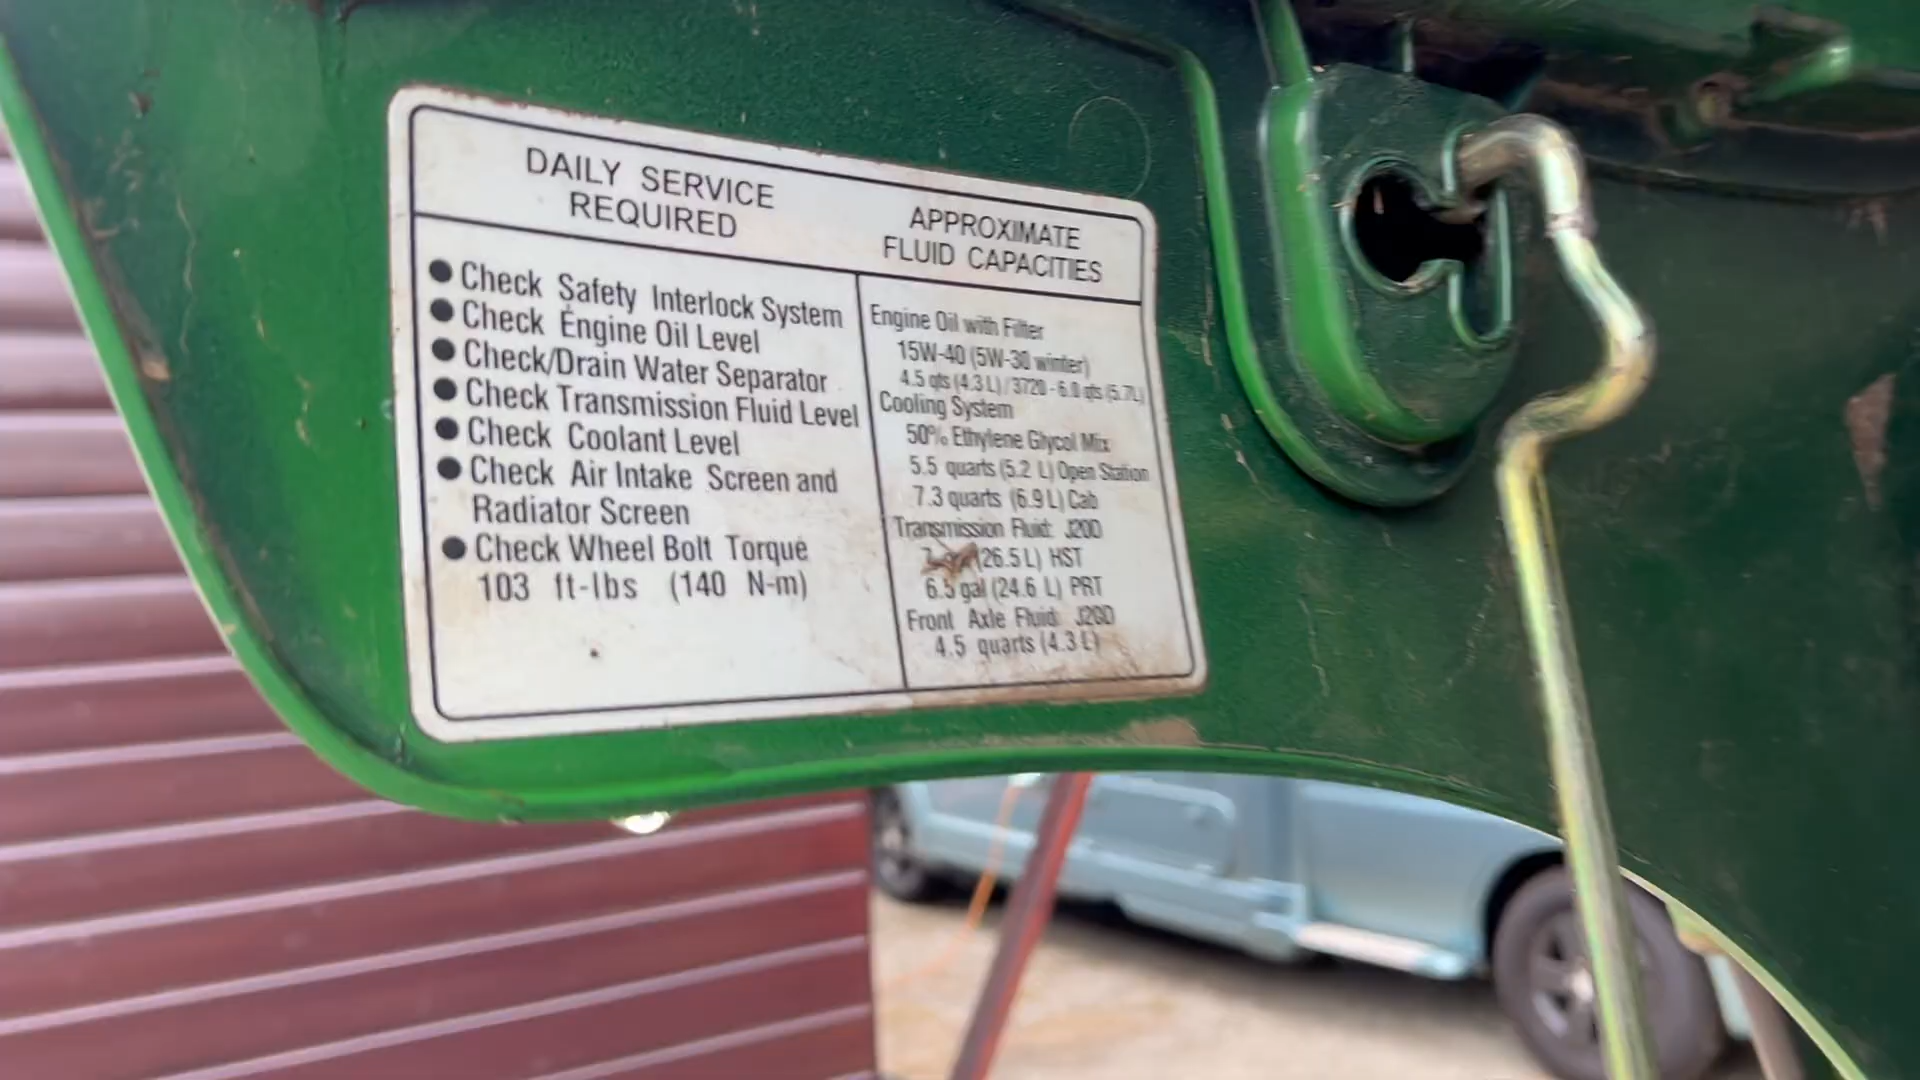 DAILY SERVICE
REQUIRED
● Check Safety Interlock System
● Check Engine Oil Level
● Check/Drain Water Separator
● Check Transmission Fluid Level
● Check Coolant Level
● Check Air Intake Screen and
Radiator Screen
● Check Wheel Bolt Torque
103 ft-lbs (140 N-m)
APPROXIMATE
FLUID CAPACITIES
Engine Oil with Filter
15W-40 (5W-30 winter)
4.5 qts (4.3 L) / 3720 - 6.0 qts (5.7L)
Cooling System
50% Ethylene Glycol Mix
5.5 quarts (5.2 L) Open Station
7.3 quarts (6.9 L) Cab
Transmission Fluid: J20D
(26.5 L) HST
6.5 gal (24.6 L) PRT
Front Axle Fluid: J20D
4.5 quarts (4.3 L)